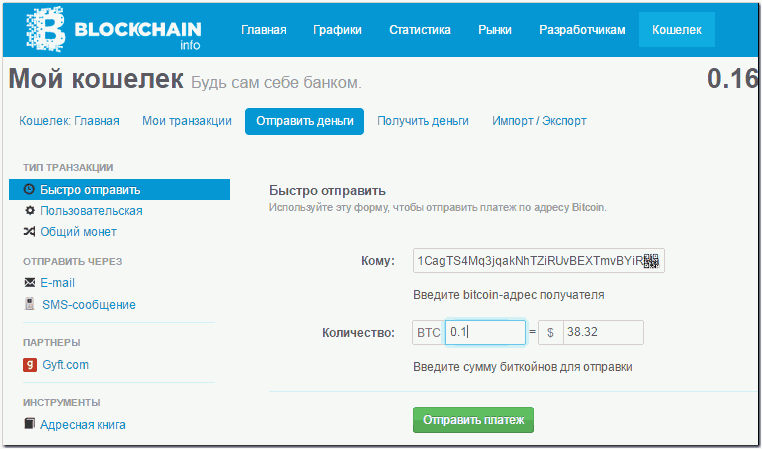 BLOCKCHAIN
info
Главная Графики Статистика Рынки Разработчикам Кошелек
Мой кошелек Будь сам себе банком. 0.16
Кошелек: Главная Мои транзакции Отправить деньги Получить деньги Импорт / Экспорт
ТИП ТРАНЗАКЦИИ
Быстро отправить
Пользовательская
Общий монет
ОТПРАВИТЬ ЧЕРЕЗ
E-mail
SMS-сообщение
ПАРТНЕРЫ
g Gyft.com
ИНСТРУМЕНТЫ
Адресная книга
Быстро отправить
Используйте эту форму, чтобы отправить платеж по адресу Bitcoin.
Кому: 1CagTS4Mq3jqakNhTZiRUvBEXTmvBYiR
Введите bitcoin-адрес получателя
Количество: BTC 0.1 = $ 38.32
Введите сумму биткойнов для отправки
Отправить платеж